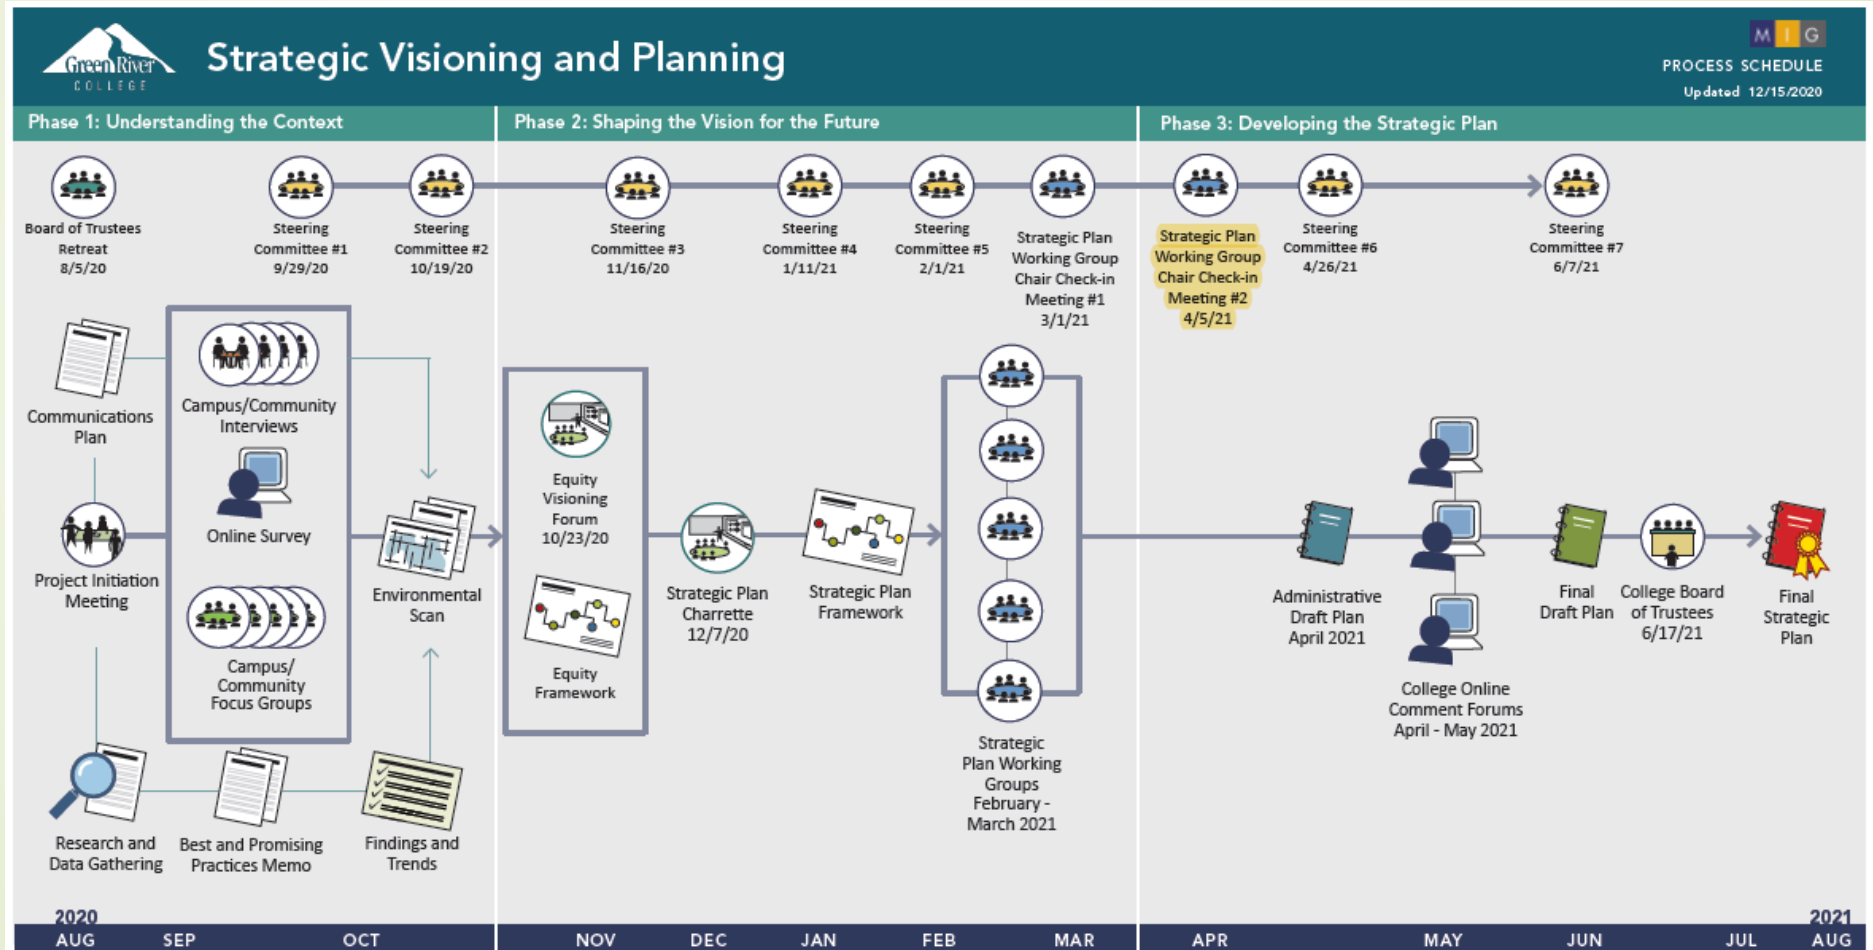 Green River
COLLEGE
Strategic Visioning and Planning
M I G
PROCESS SCHEDULE
Updated 12/15/2020
Phase 1: Understanding the Context
Phase 2: Shaping the Vision for the Future
Phase 3: Developing the Strategic Plan
Board of Trustees
Retreat
8/5/20
Steering
Committee #1
9/29/20
Steering
Committee #2
10/19/20
Steering
Committee #3
11/16/20
Steering
Committee #4
1/11/21
Steering
Committee #5
2/1/21
Strategic Plan
Working Group
Chair Check-in
Meeting #1
3/1/21
Strategic Plan
Working Group
Chair Check-in
Meeting #2
4/5/21
Steering
Committee #6
4/26/21
Steering
Committee #7
6/7/21
Communications
Plan
Campus/Community
Interviews
Online Survey
Project Initiation
Meeting
Campus/
Community
Focus Groups
Environmental
Scan
Research and
Data Gathering
Best and Promising
Practices Memo
Findings and
Trends
Equity
Visioning
Forum
10/23/20
Equity
Framework
Strategic Plan
Charrette
12/7/20
Strategic Plan
Framework
Strategic
Plan Working
Groups
February -
March 2021
Administrative
Draft Plan
April 2021
College Online
Comment Forums
April - May 2021
Final
Draft Plan
College Board
of Trustees
6/17/21
Final
Strategic
Plan
2020
2021
AUG SEP OCT NOV DEC JAN FEB MAR APR MAY JUN JUL AUG